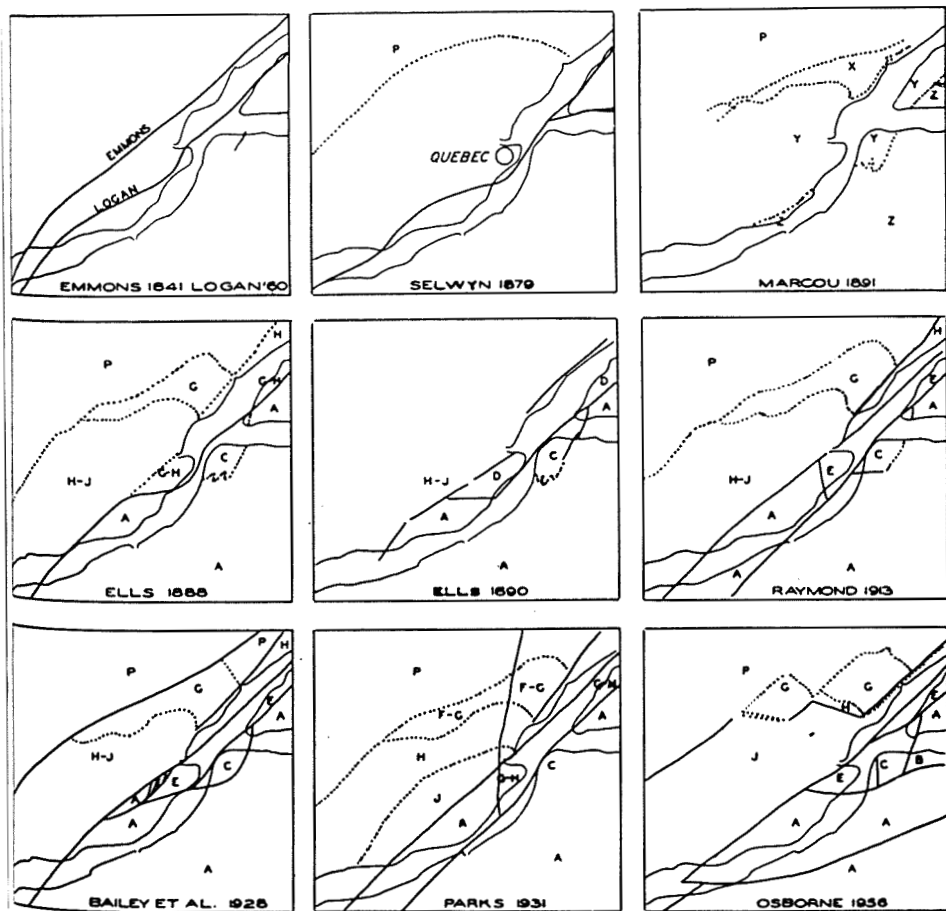 EMMONS
LOGAN
EMMONS 1841 LOGAN '60
P
QUEBEC
SELWYN 1879
P
X
Y
Z
Y
Y
Z
Z
MARCOU 1891
P
H
G
G-H
A
G-H
H-J
A
A
ELLS 1888
D
A
C
H-J
D
A
A
ELLS 1890
P
H
G
E
A
C
H-J
E
A
A
A
RAYMOND 1913
P
P
H
G
E
A
H-J
C
E
A
A
A
BAILEY ET AL. 1928
P
F-G
G-H
F-G
A
H
C
J
A
A
PARKS 1931
P
G
G
H
E
A
J
C
B
E
A
A
A
OSBORNE 1956